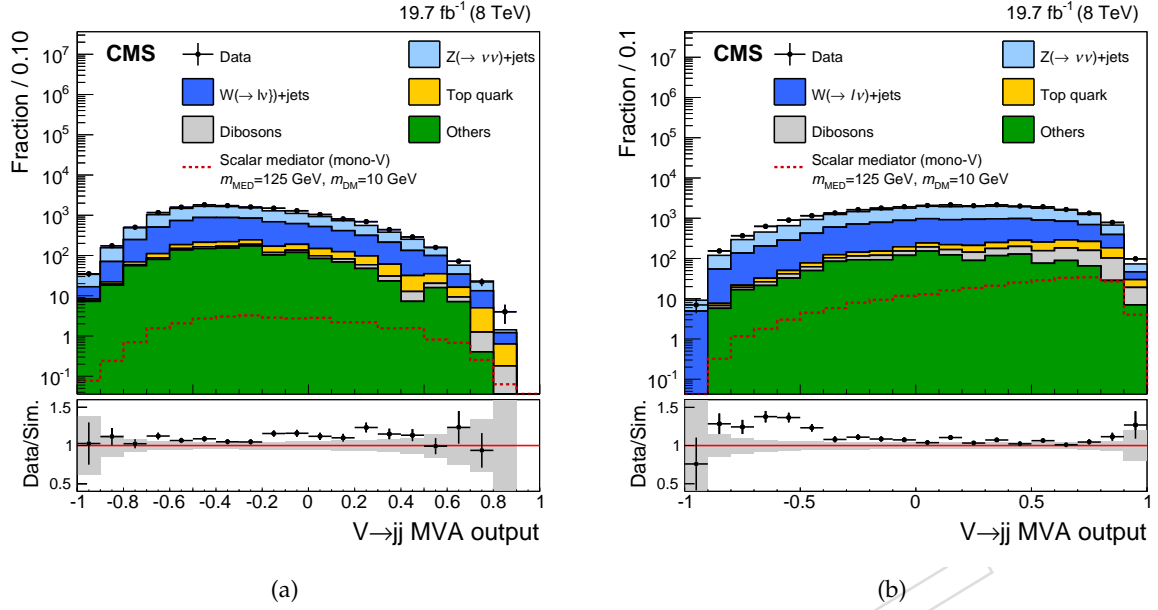 19.7 fb⁻¹ (8 TeV)
Fraction / 0.10
10⁷
10⁶
10⁵
10⁴
10³
10²
10
1
10⁻¹
CMS
Data
Z(→ νν)+jets
W(→ lν})+jets
Top quark
Dibosons
Others
Scalar mediator (mono-V)
m_MED=125 GeV, m_DM=10 GeV
Data/Sim.
1.5
1
0.5
-1 -0.8 -0.6 -0.4 -0.2 0 0.2 0.4 0.6 0.8 1
V→jj MVA output
(a)
19.7 fb⁻¹ (8 TeV)
Fraction / 0.1
10⁷
10⁶
10⁵
10⁴
10³
10²
10
1
10⁻¹
CMS
Data
Z(→ νν)+jets
W(→ lν)+jets
Top quark
Dibosons
Others
Scalar mediator (mono-V)
m_MED=125 GeV, m_DM=10 GeV
Data/Sim.
1.5
1
0.5
-1 -0.5 0 0.5 1
V→jj MVA output
(b)